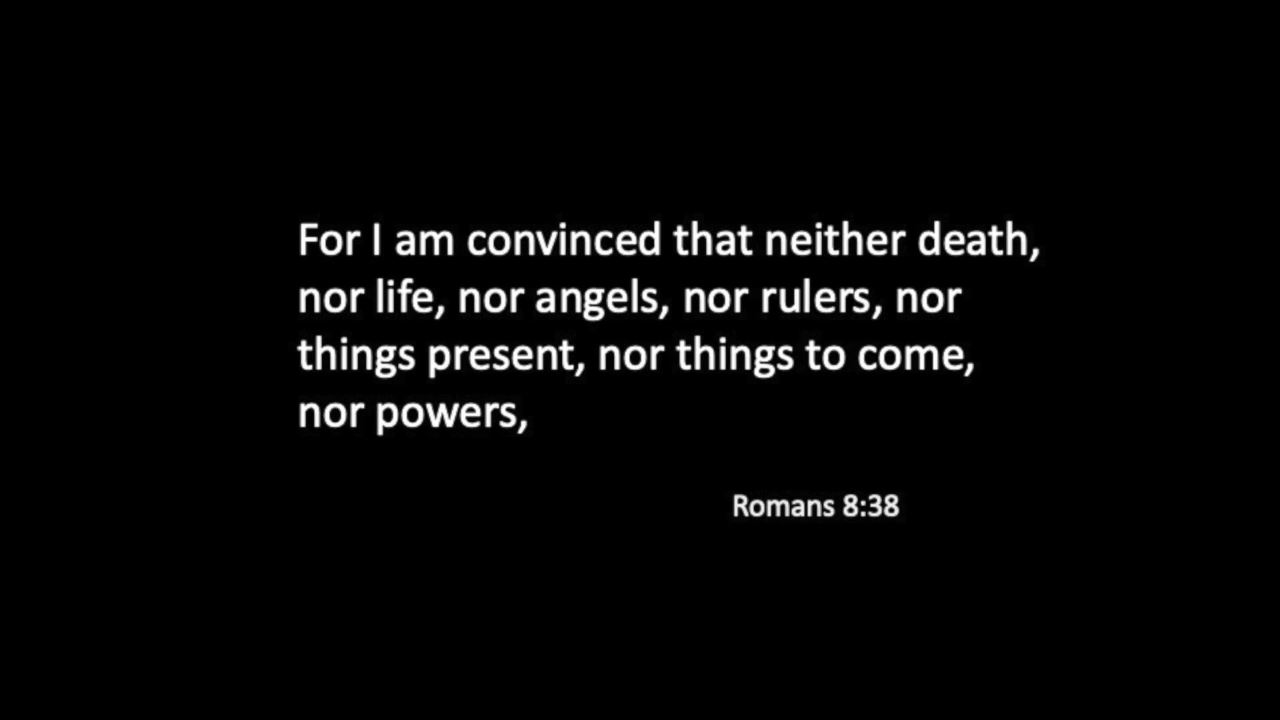 For I am convinced that neither death,
nor life, nor angels, nor rulers, nor
things present, nor things to come,
nor powers,
Romans 8:38